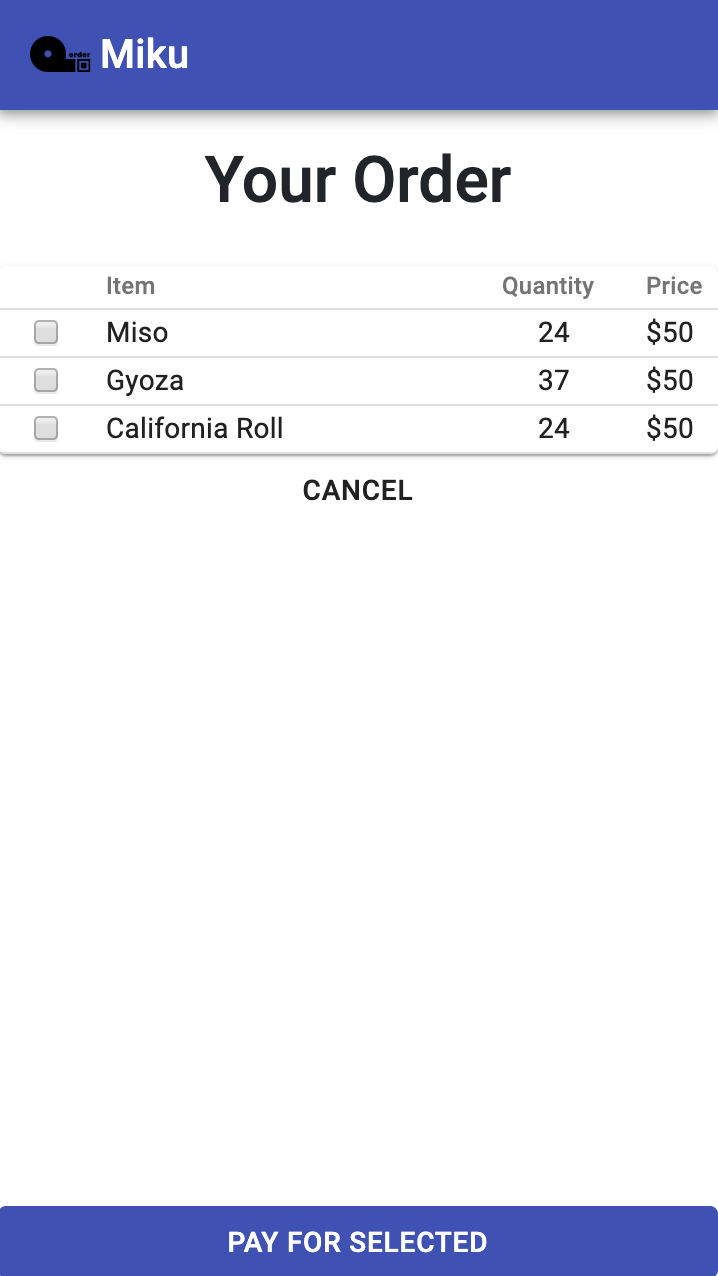 order Miku
Your Order
Item Quantity Price
Miso 24 $50
Gyoza 37 $50
California Roll 24 $50
CANCEL
PAY FOR SELECTED